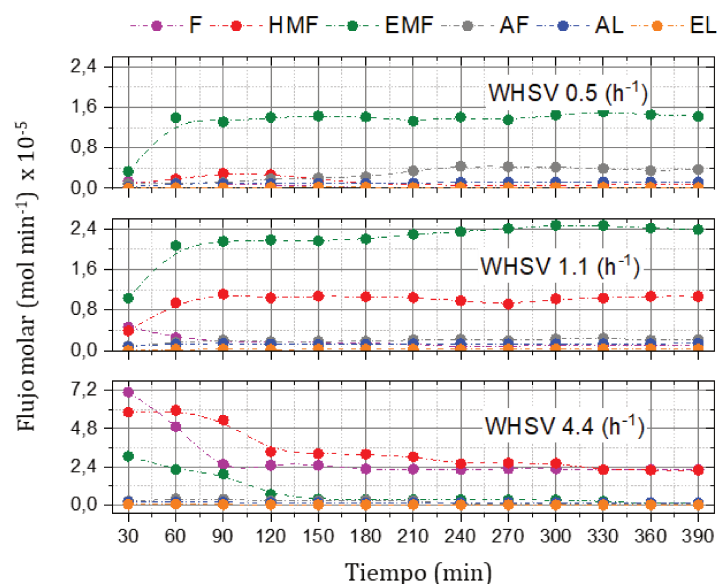 F HMF EMF AF AL EL
Flujo molar (mol min⁻¹) x 10⁻⁵
2,4
1,6
0,8
0,0
WHSV 0.5 (h⁻¹)
2,4
1,6
0,8
0,0
WHSV 1.1 (h⁻¹)
7,2
4,8
2,4
0,0
WHSV 4.4 (h⁻¹)
30 60 90 120 150 180 210 240 270 300 330 360 390
Tiempo (min)